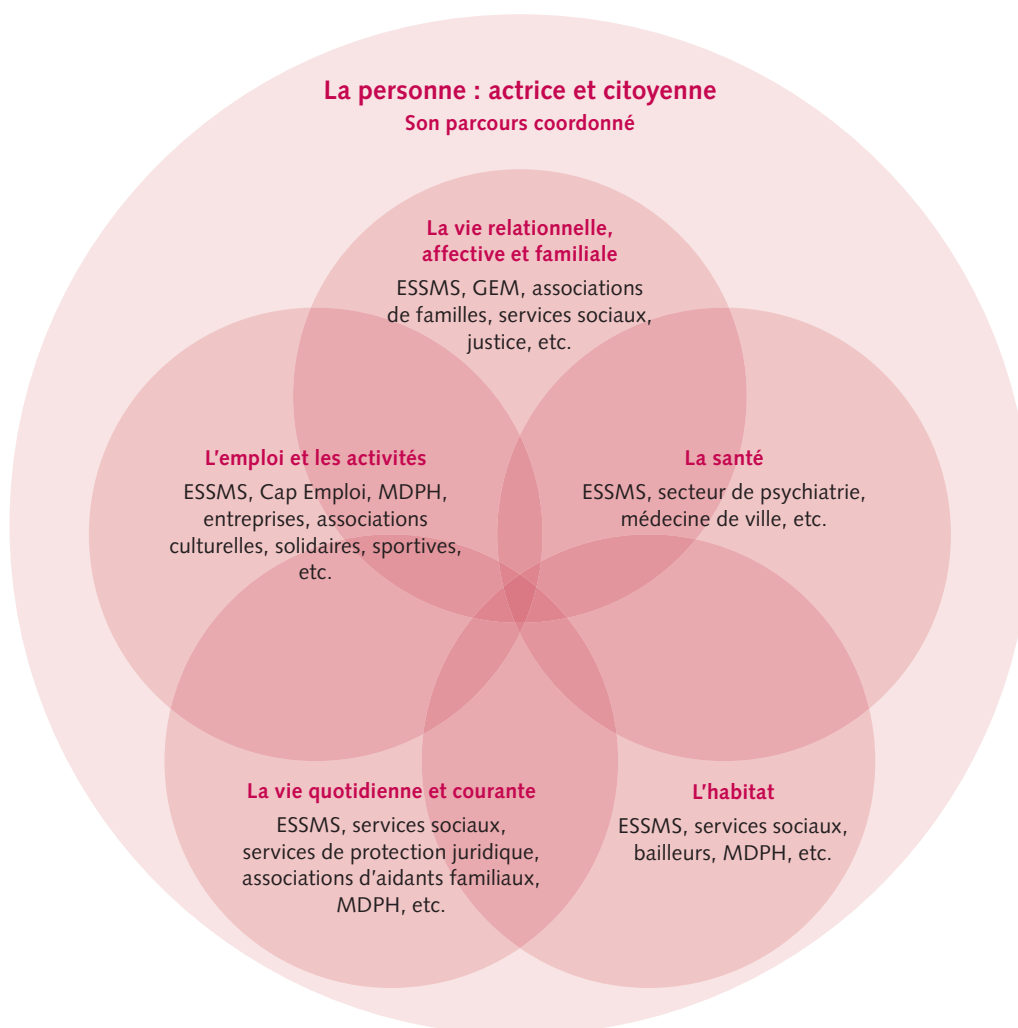 La personne : actrice et citoyenne
Son parcours coordonné
La vie relationnelle,
affective et familiale
ESSMS, GEM, associations
de familles, services sociaux,
justice, etc.
L'emploi et les activités
ESSMS, Cap Emploi, MDPH,
entreprises, associations
culturelles, solidaires, sportives,
etc.
La santé
ESSMS, secteur de psychiatrie,
médecine de ville, etc.
La vie quotidienne et courante
ESSMS, services sociaux,
services de protection juridique,
associations d'aidants familiaux,
MDPH, etc.
L'habitat
ESSMS, services sociaux,
bailleurs, MDPH, etc.